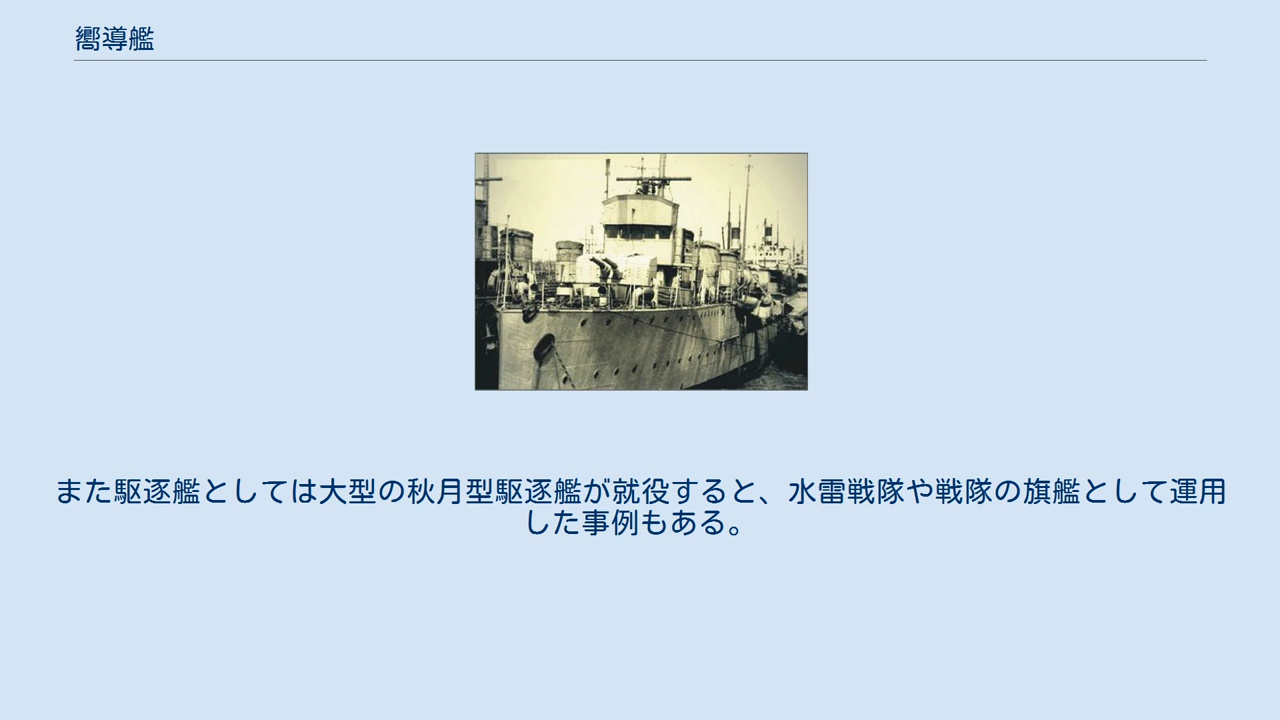 嚮導艦
また駆逐艦としては大型の秋月型駆逐艦が就役すると、水雷戦隊や戦隊の旗艦として運用
した事例もある。